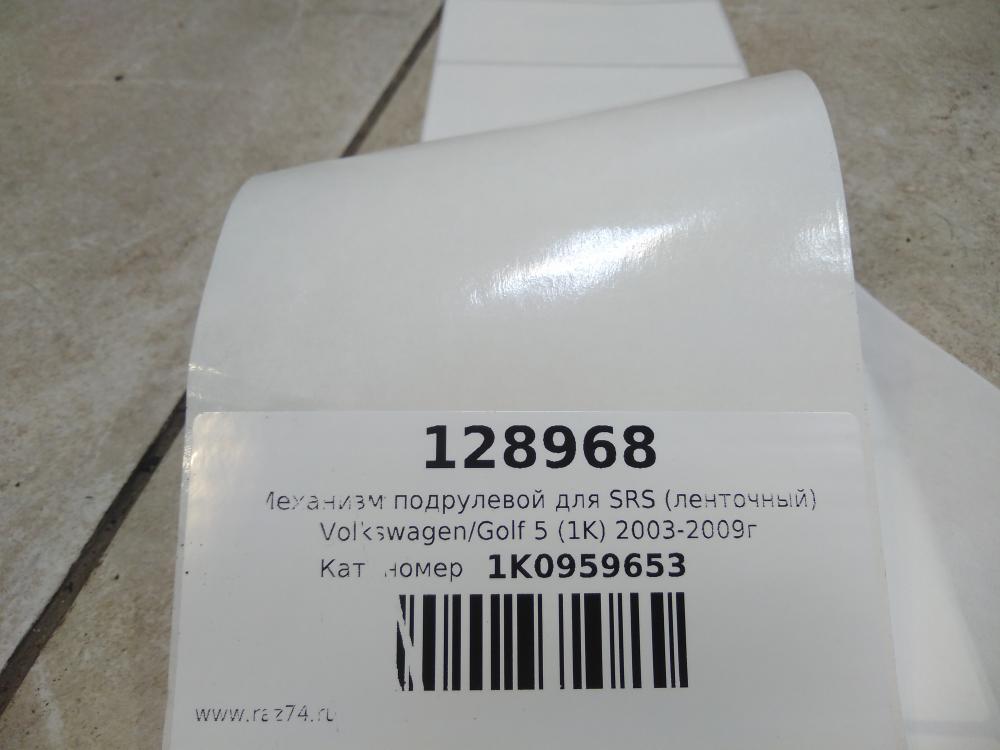 128968
Механизм подрулевой для SRS (ленточный)
Volkswagen/Golf 5 (1K) 2003-2009г
Кат номер 1K0959653
www.raz74.ru